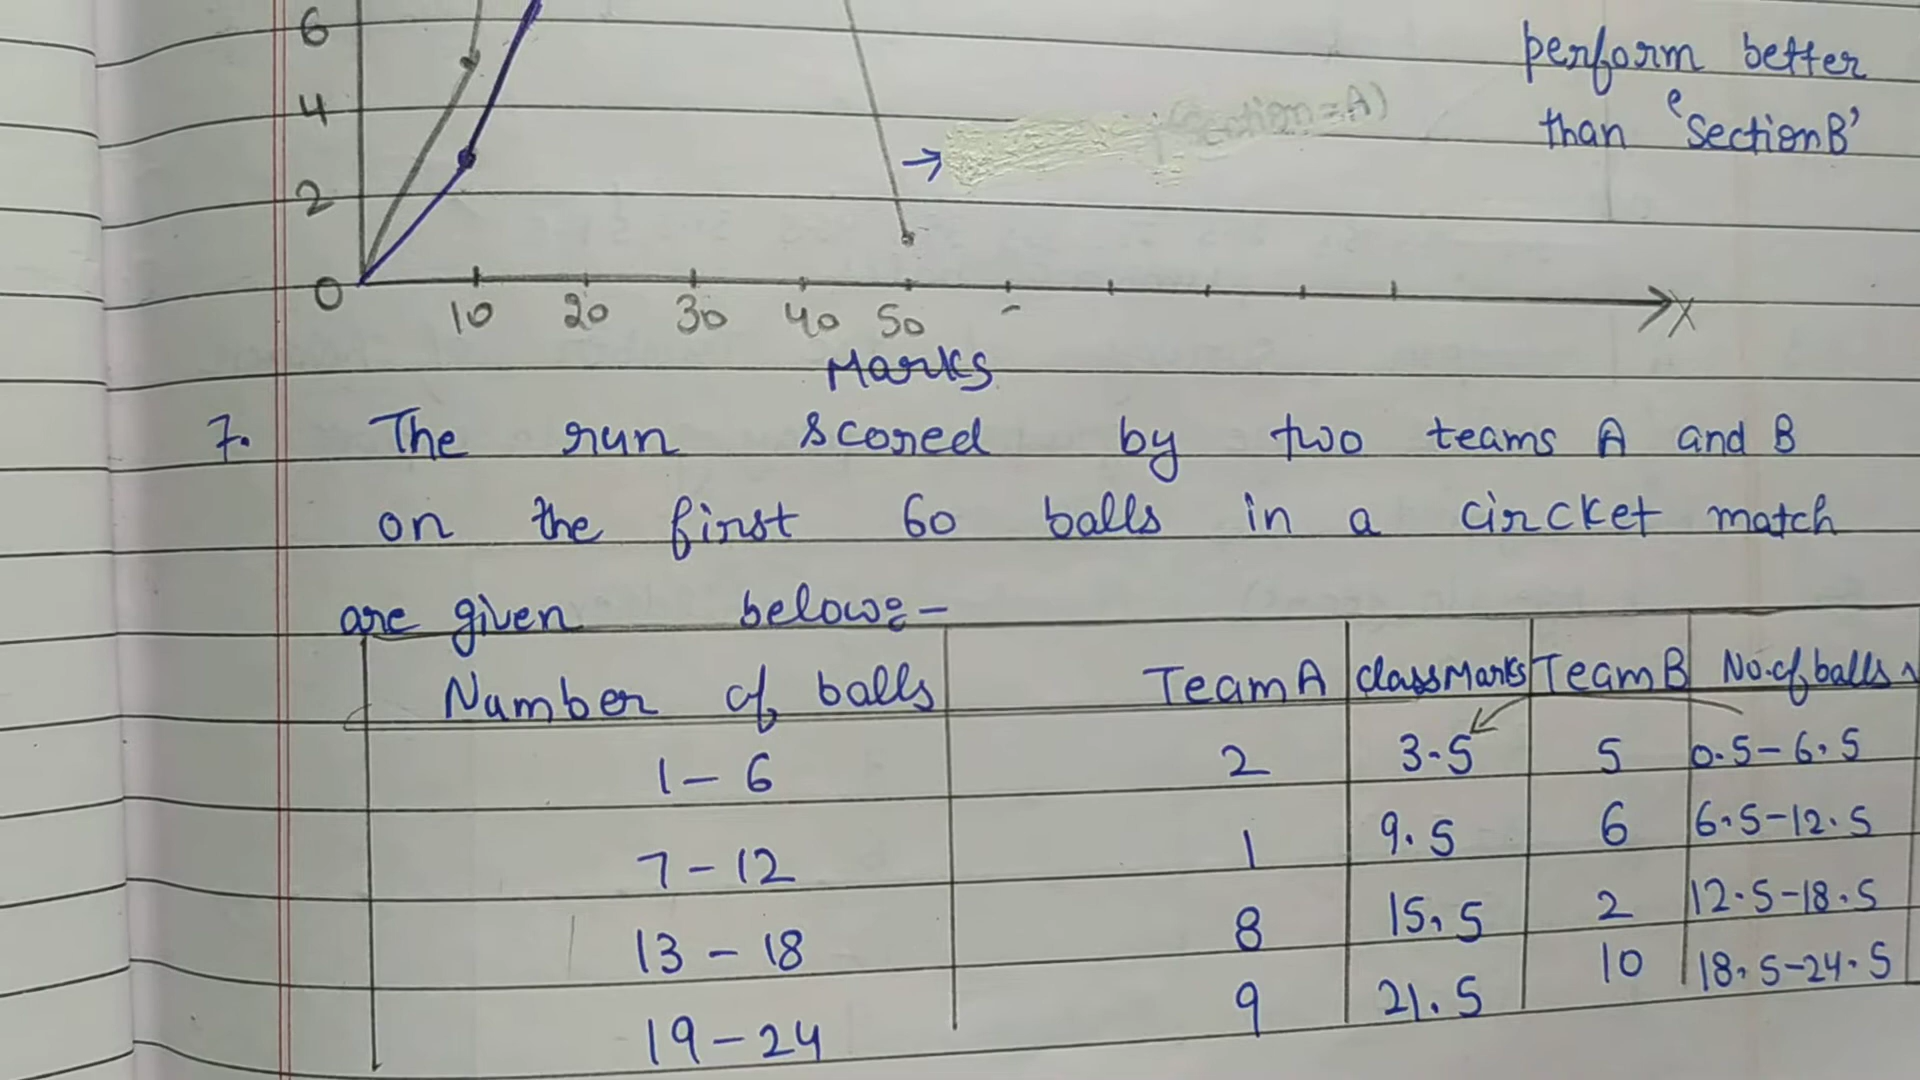 6
perform better
4
(Section=A)
than 'SectionB'
→
2
0
10 20 30 40 50 X
Marks
7. The run scored by two teams A and B
on the first 60 balls in a circket match
are given below:-
Number of balls Team A classMarks Team B No.of balls
1-6 2 3.5 5 0.5-6.5
7-12 1 9.5 6 6.5-12.5
13-18 8 15.5 2 12.5-18.5
19-24 9 21.5 10 18.5-24.5